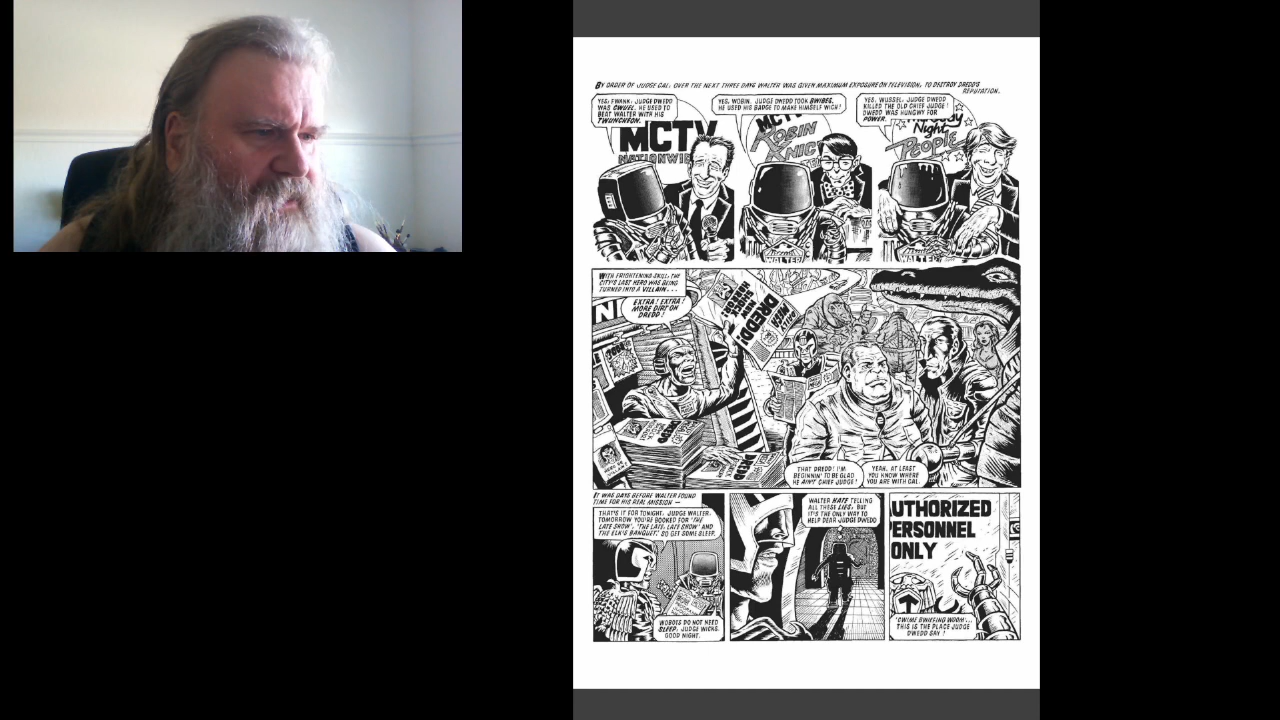 BY ORDER OF JUDGE CAL, OVER THE NEXT THREE DAYS WALTER WAS GIVEN MAXIMUM EXPOSURE ON TELEVISION, TO DESTROY DREDD'S
REPUTATION.
YES, FWANK. JUDGE DWEDD
WAS CWUEL. HE USED TO
BEAT WALTER WITH HIS
TWUNCHEON.
MCTV
NATIONWI
YES, WOBIN. JUDGE DWEDD TOOK BWIBES.
HE USED HIS BADGE TO MAKE HIMSELF WICH!
MCTV
ROBIN
KNIG
WALTER
YES, WUSSEL. JUDGE DWEDD
KILLED THE OLD CHIEF JUDGE!
DWEDD WAS HUNGWY FOR
POWER.
Night
PEOPLE
WALTER
WITH FRIGHTENING SKILL, THE
CITY'S LAST HERO WAS BEING
TURNED INTO A VILLAIN...
EXTRA! EXTRA!
MORE DIRT ON
DREDD!
DREDD!
THAT DREDD! I'M
BEGINNIN' TO BE GLAD
HE AIN'T CHIEF JUDGE!
YEAH. AT LEAST
YOU KNOW WHERE
YOU ARE WITH CAL.
IT WAS DAYS BEFORE WALTER FOUND
TIME FOR HIS REAL MISSION —
THAT'S IT FOR TONIGHT, JUDGE WALTER.
TOMORROW YOU'RE BOOKED FOR 'THE
LATE SHOW', 'THE LATE, LATE SHOW' AND
THE ELK'S BANQUET. SO GET SOME SLEEP.
WOBOTS DO NOT NEED
SLEEP, JUDGE WICKS.
GOOD NIGHT.
WALTER HATE TELLING
ALL THESE LIES, BUT
IT'S THE ONLY WAY TO
HELP DEAR JUDGE DWEDD
UTHORIZED
ERSONNEL
ONLY
'CWIME BWIEFING WOOM'...
THIS IS THE PLACE JUDGE
DWEDD SAY!